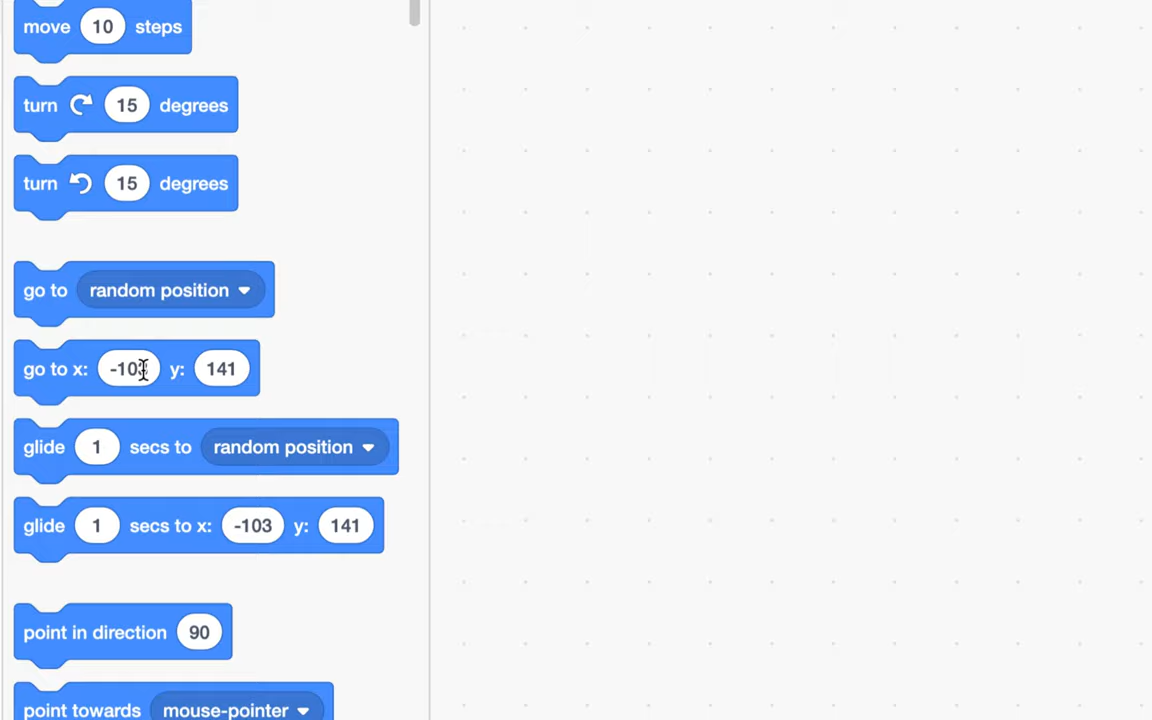 move 10 steps
turn 15 degrees
turn 15 degrees
go to random position
go to x: -103 y: 141
glide 1 secs to random position
glide 1 secs to x: -103 y: 141
point in direction 90
point towards mouse-pointer